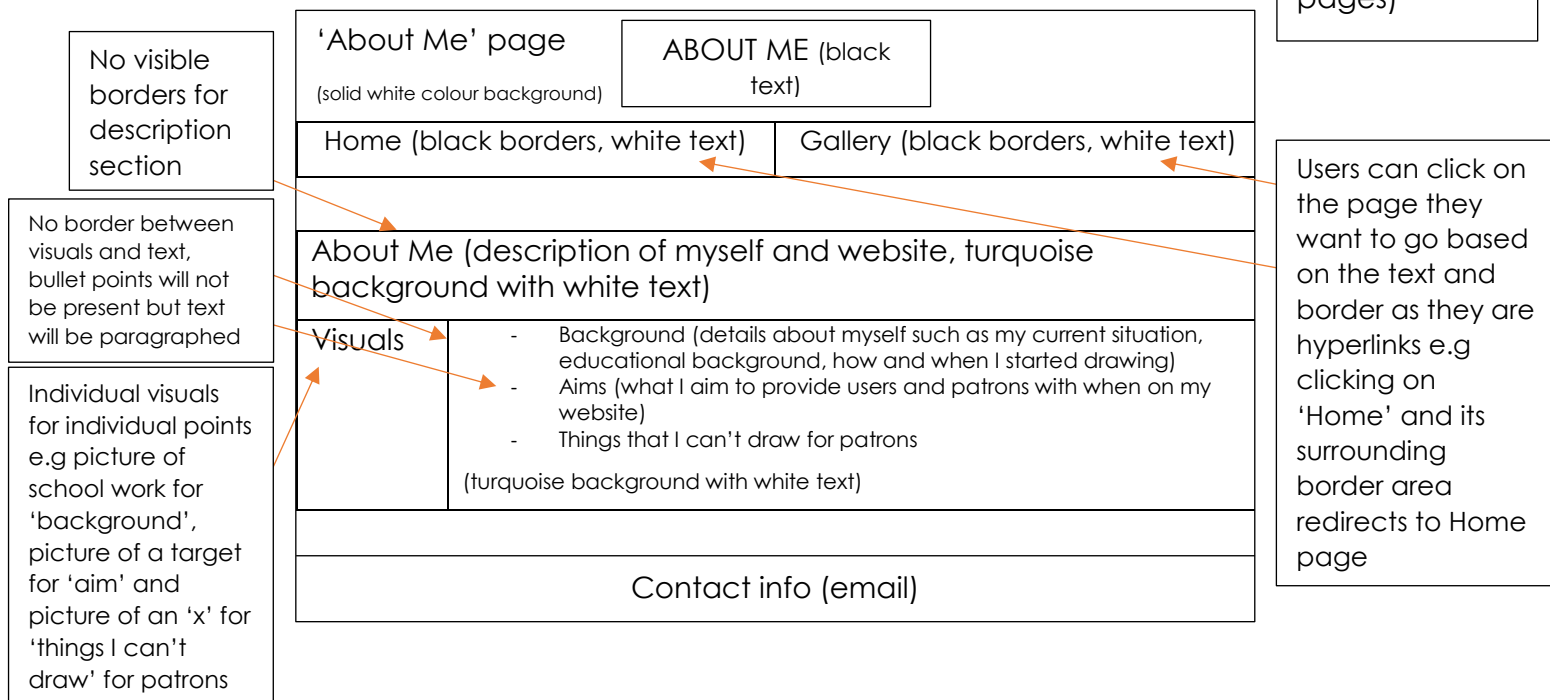 pages)
‘About Me’ page
(solid white colour background)
ABOUT ME (black
text)
Home (black borders, white text)
Gallery (black borders, white text)
About Me (description of myself and website, turquoise
background with white text)
Visuals
- Background (details about myself such as my current situation,
educational background, how and when I started drawing)
- Aims (what I aim to provide users and patrons with when on my
website)
- Things that I can’t draw for patrons
(turquoise background with white text)
Contact info (email)
No visible
borders for
description
section
No border between
visuals and text,
bullet points will not
be present but text
will be paragraphed
Individual visuals
for individual points
e.g picture of
school work for
‘background’,
picture of a target
for ‘aim’ and
picture of an ‘x’ for
‘things I can’t
draw’ for patrons
Users can click on
the page they
want to go based
on the text and
border as they are
hyperlinks e.g
clicking on
‘Home’ and its
surrounding
border area
redirects to Home
page